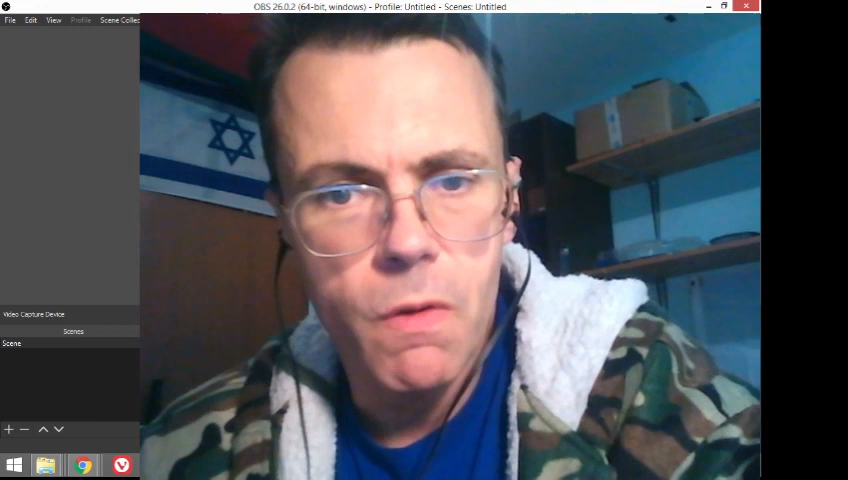 OBS 26.0.2 (64-bit, windows) - Profile: Untitled - Scenes: Untitled
File Edit View Profile Scene Collec
Video Capture Device
Scenes
Scene